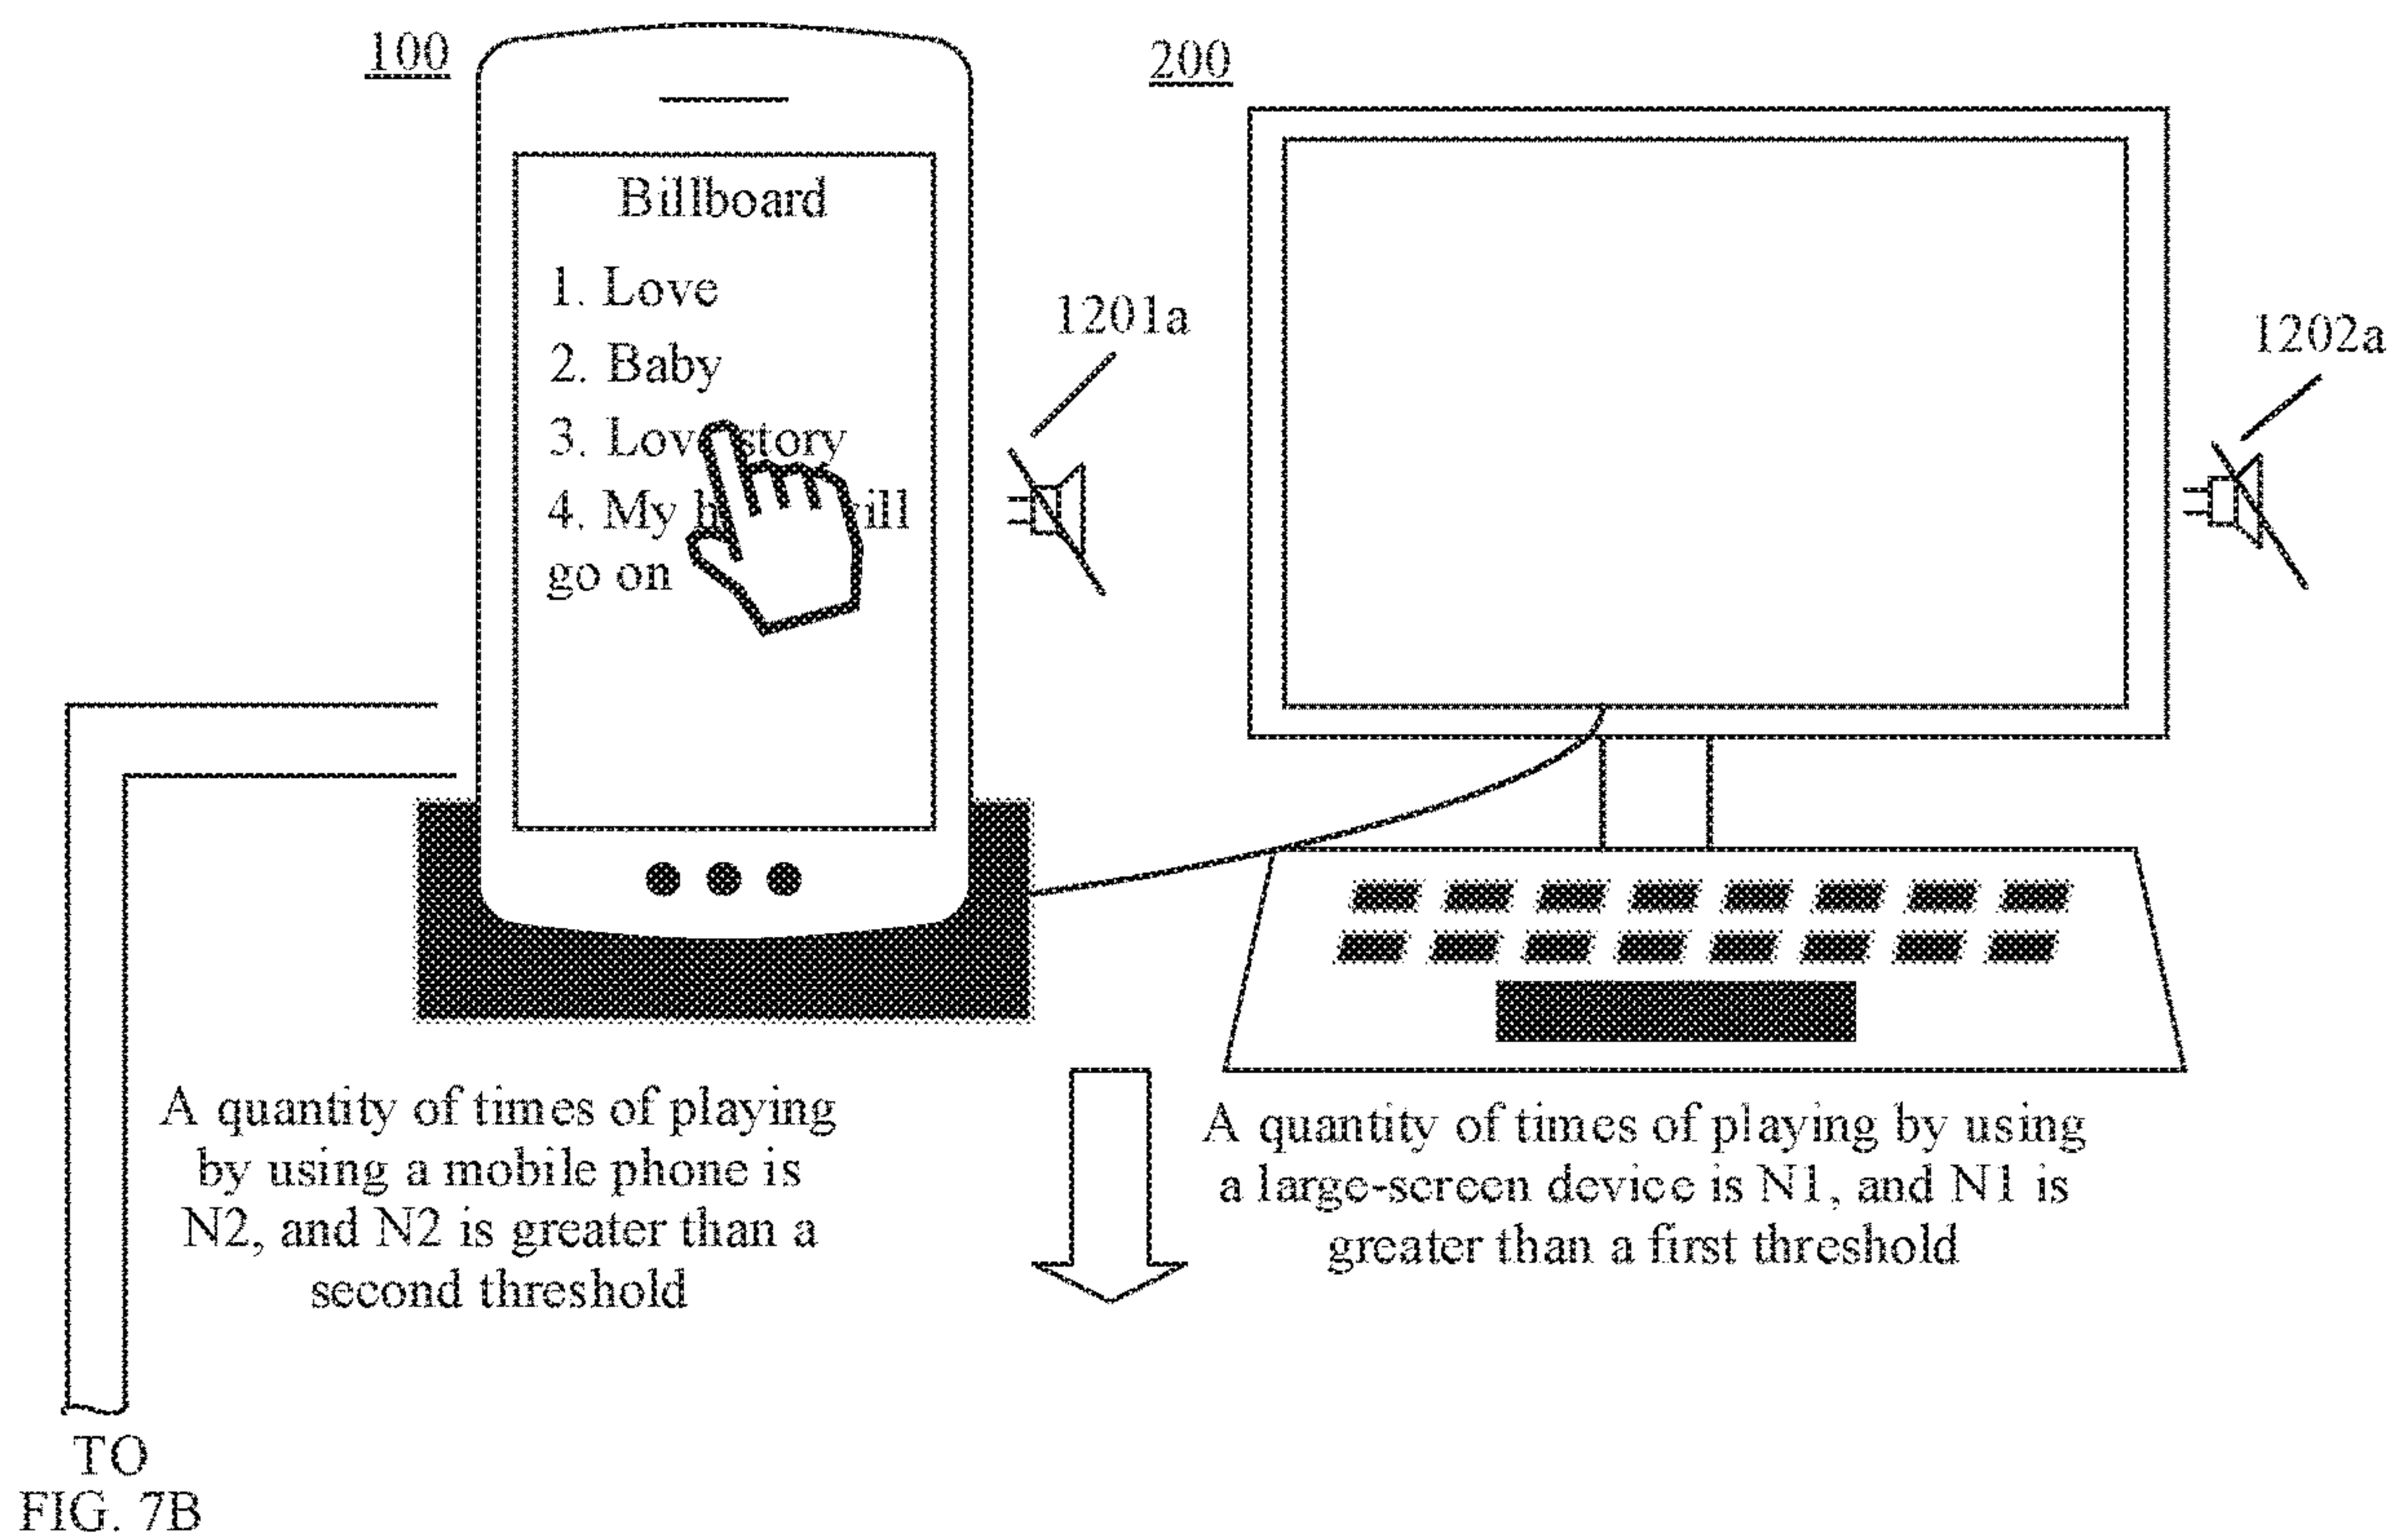 100
200
Billboard
1. Love
2. Baby
3. Love story
4. My will
go on
1201a
1202a
A quantity of times of playing
by using a mobile phone is
N2, and N2 is greater than a
second threshold
A quantity of times of playing by using
a large-screen device is N1, and N1 is
greater than a first threshold
TO
FIG. 7B